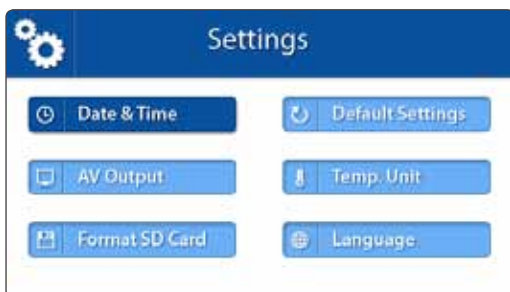 Settings
Date & Time
Default Settings
AV Output
Temp. Unit
Format SD Card
Language